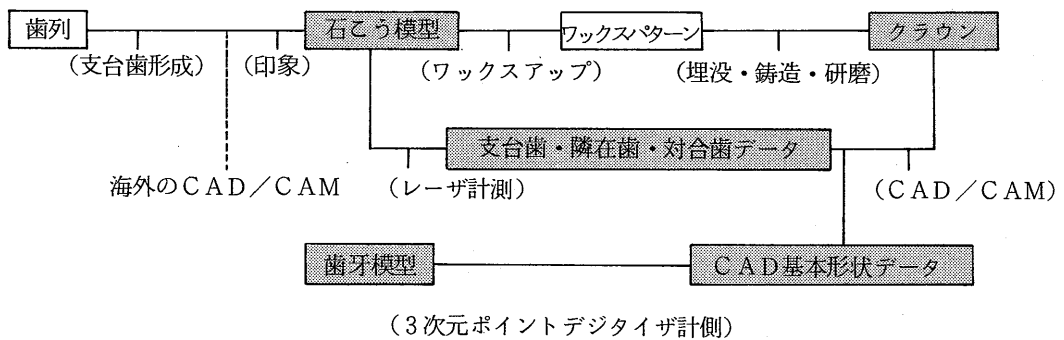 歯列
石こう模型
ワックスパターン
クラウン
(支台歯形成)
(印象)
(ワックスアップ)
(埋没・鋳造・研磨)
支台歯・隣在歯・対合歯データ
海外のCAD/CAM
(レーザ計測)
(CAD/CAM)
歯牙模型
CAD基本形状データ
(3次元ポイントデジタイザ計側)